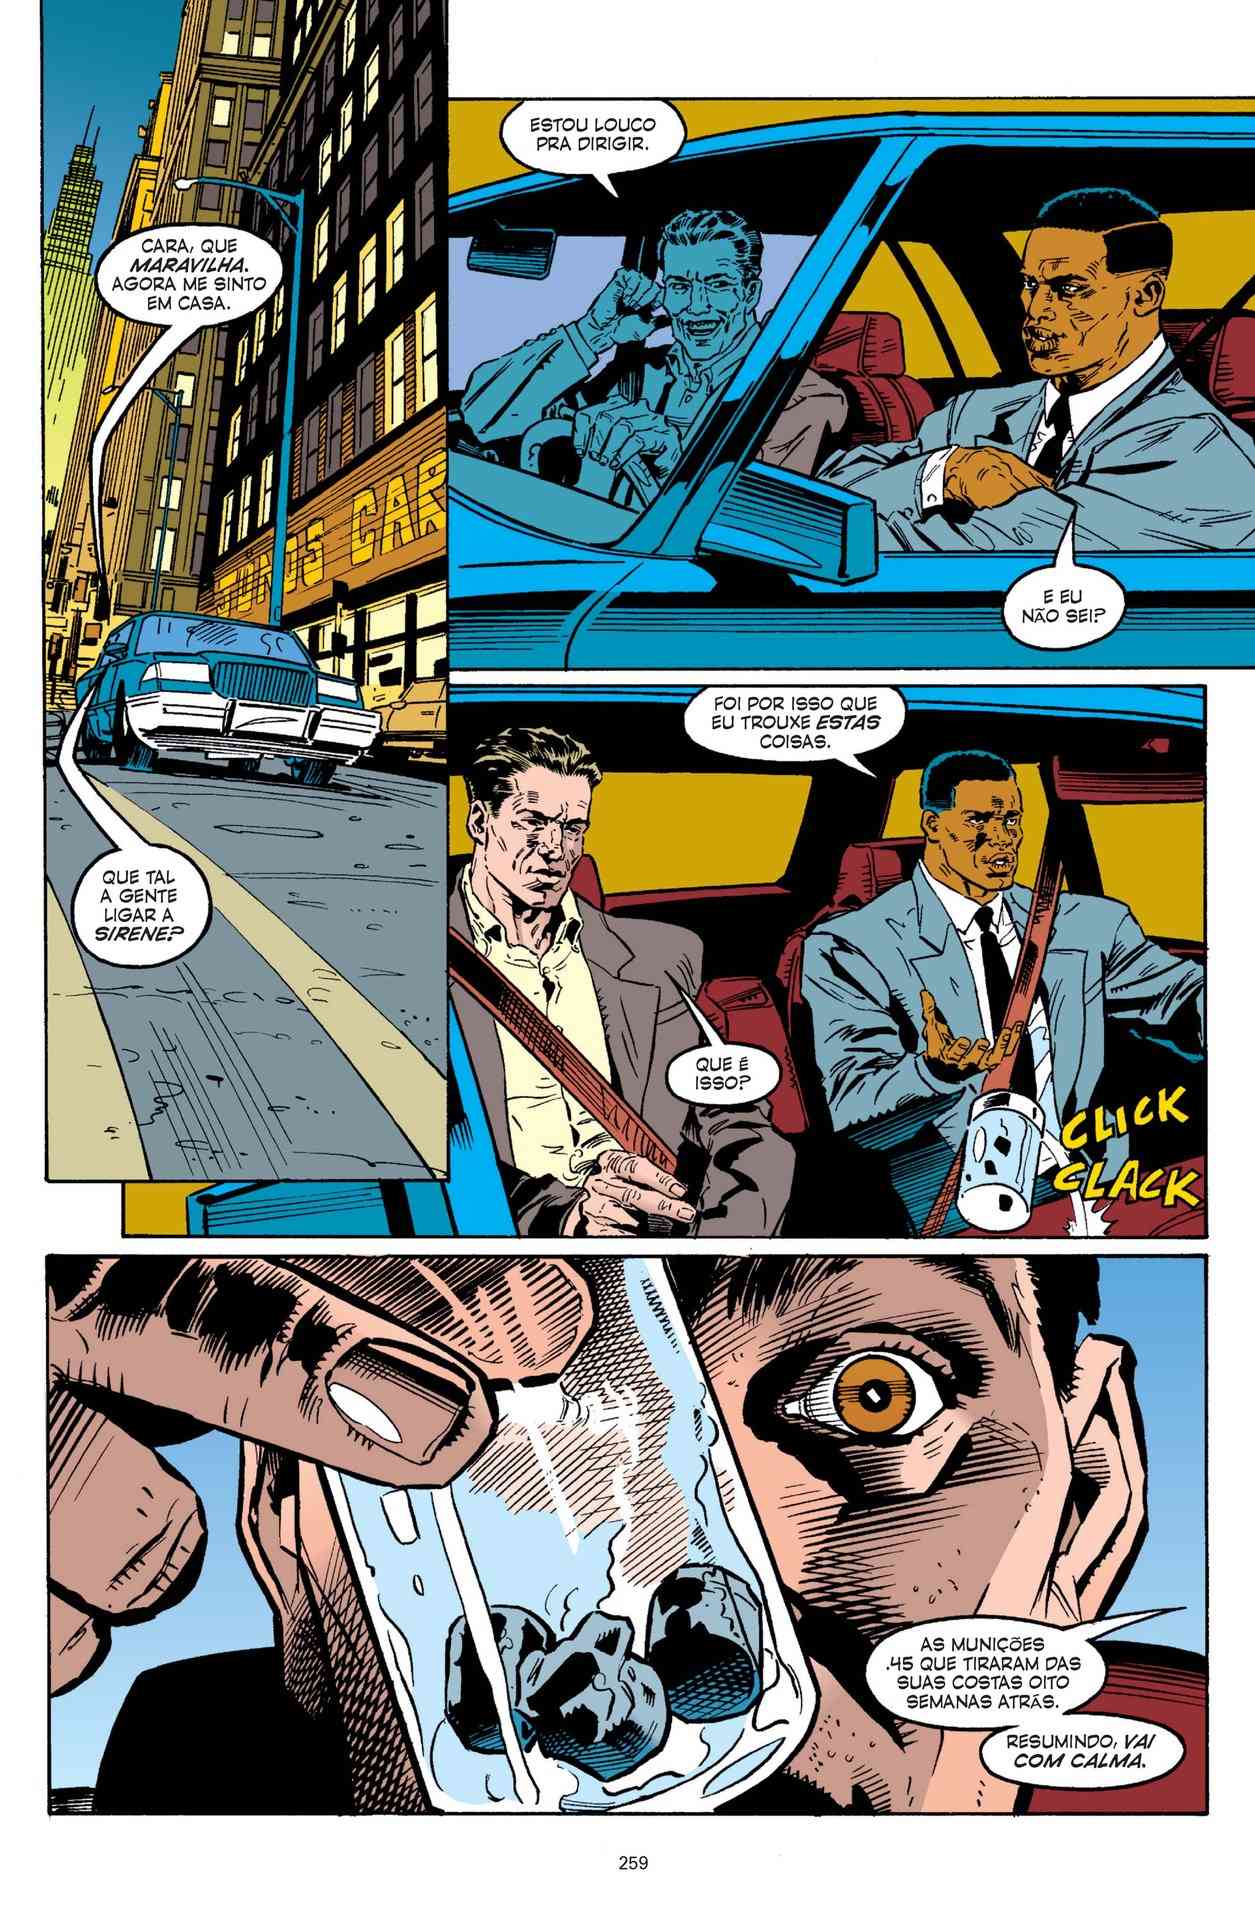 CARA, QUE
MARAVILHA.
AGORA ME SINTO
EM CASA.
QUE TAL
A GENTE
LIGAR A
SIRENE?
ESTOU LOUCO
PRA DIRIGIR.
E EU
NÃO SEI?
FOI POR ISSO QUE
EU TROUXE ESTAS
COISAS.
QUE É
ISSO?
CLICK
CLACK
AS MUNIÇÕES
.45 QUE TIRARAM DAS
SUAS COSTAS OITO
SEMANAS ATRÁS.
RESUMINDO, VAI
COM CALMA.
259